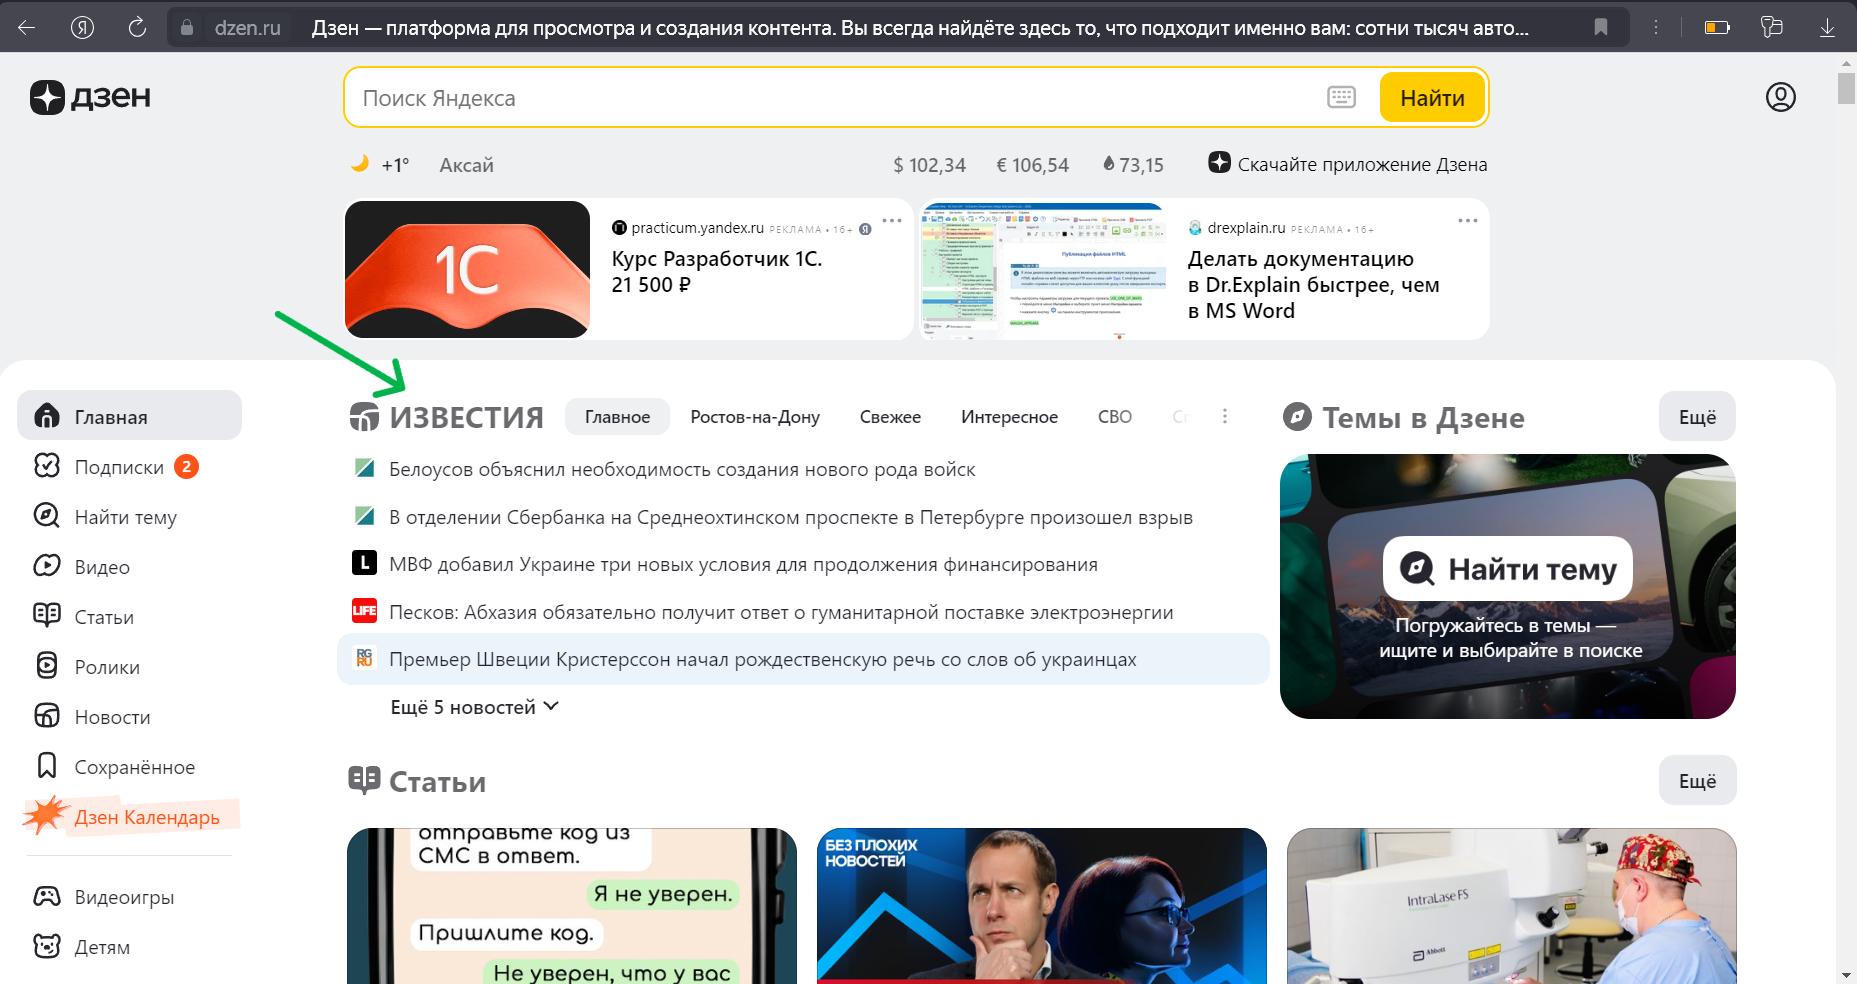 dzen.ru
Дзен — платформа для просмотра и создания контента. Вы всегда найдёте здесь то, что подходит именно вам: сотни тысяч авто...
дзен
Поиск Яндекса
Найти
+1°
Аксай
$ 102,34
€ 106,54
73,15
Скачайте приложение Дзена
1С
practicum.yandex.ru РЕКЛАМА • 16+
Курс Разработчик 1С.
21 500 ₽
drexplain.ru РЕКЛАМА • 16+
Делать документацию
в Dr.Explain быстрее, чем
в MS Word
Главная
Подписки 2
Найти тему
Видео
Статьи
Ролики
Новости
Сохранённое
Дзен Календарь
Видеоигры
Детям
ИЗВЕСТИЯ
Главное
Ростов-на-Дону
Свежее
Интересное
СВО
Белоусов объяснил необходимость создания нового рода войск
В отделении Сбербанка на Среднеохтинском проспекте в Петербурге произошел взрыв
L МВФ добавил Украине три новых условия для продолжения финансирования
LIFE Песков: Абхазия обязательно получит ответ о гуманитарной поставке электроэнергии
RG RU Премьер Швеции Кристерссон начал рождественскую речь со слов об украинцах
Ещё 5 новостей
Темы в Дзене
Ещё
Найти тему
Погружайтесь в темы —
ищите и выбирайте в поиске
Статьи
Ещё
отправьте код из
СМС в ответ.
Я не уверен.
Пришлите код.
Не уверен, что у вас
БЕЗ ПЛОХИХ
НОВОСТЕЙ
IntraLase FS
Abbott